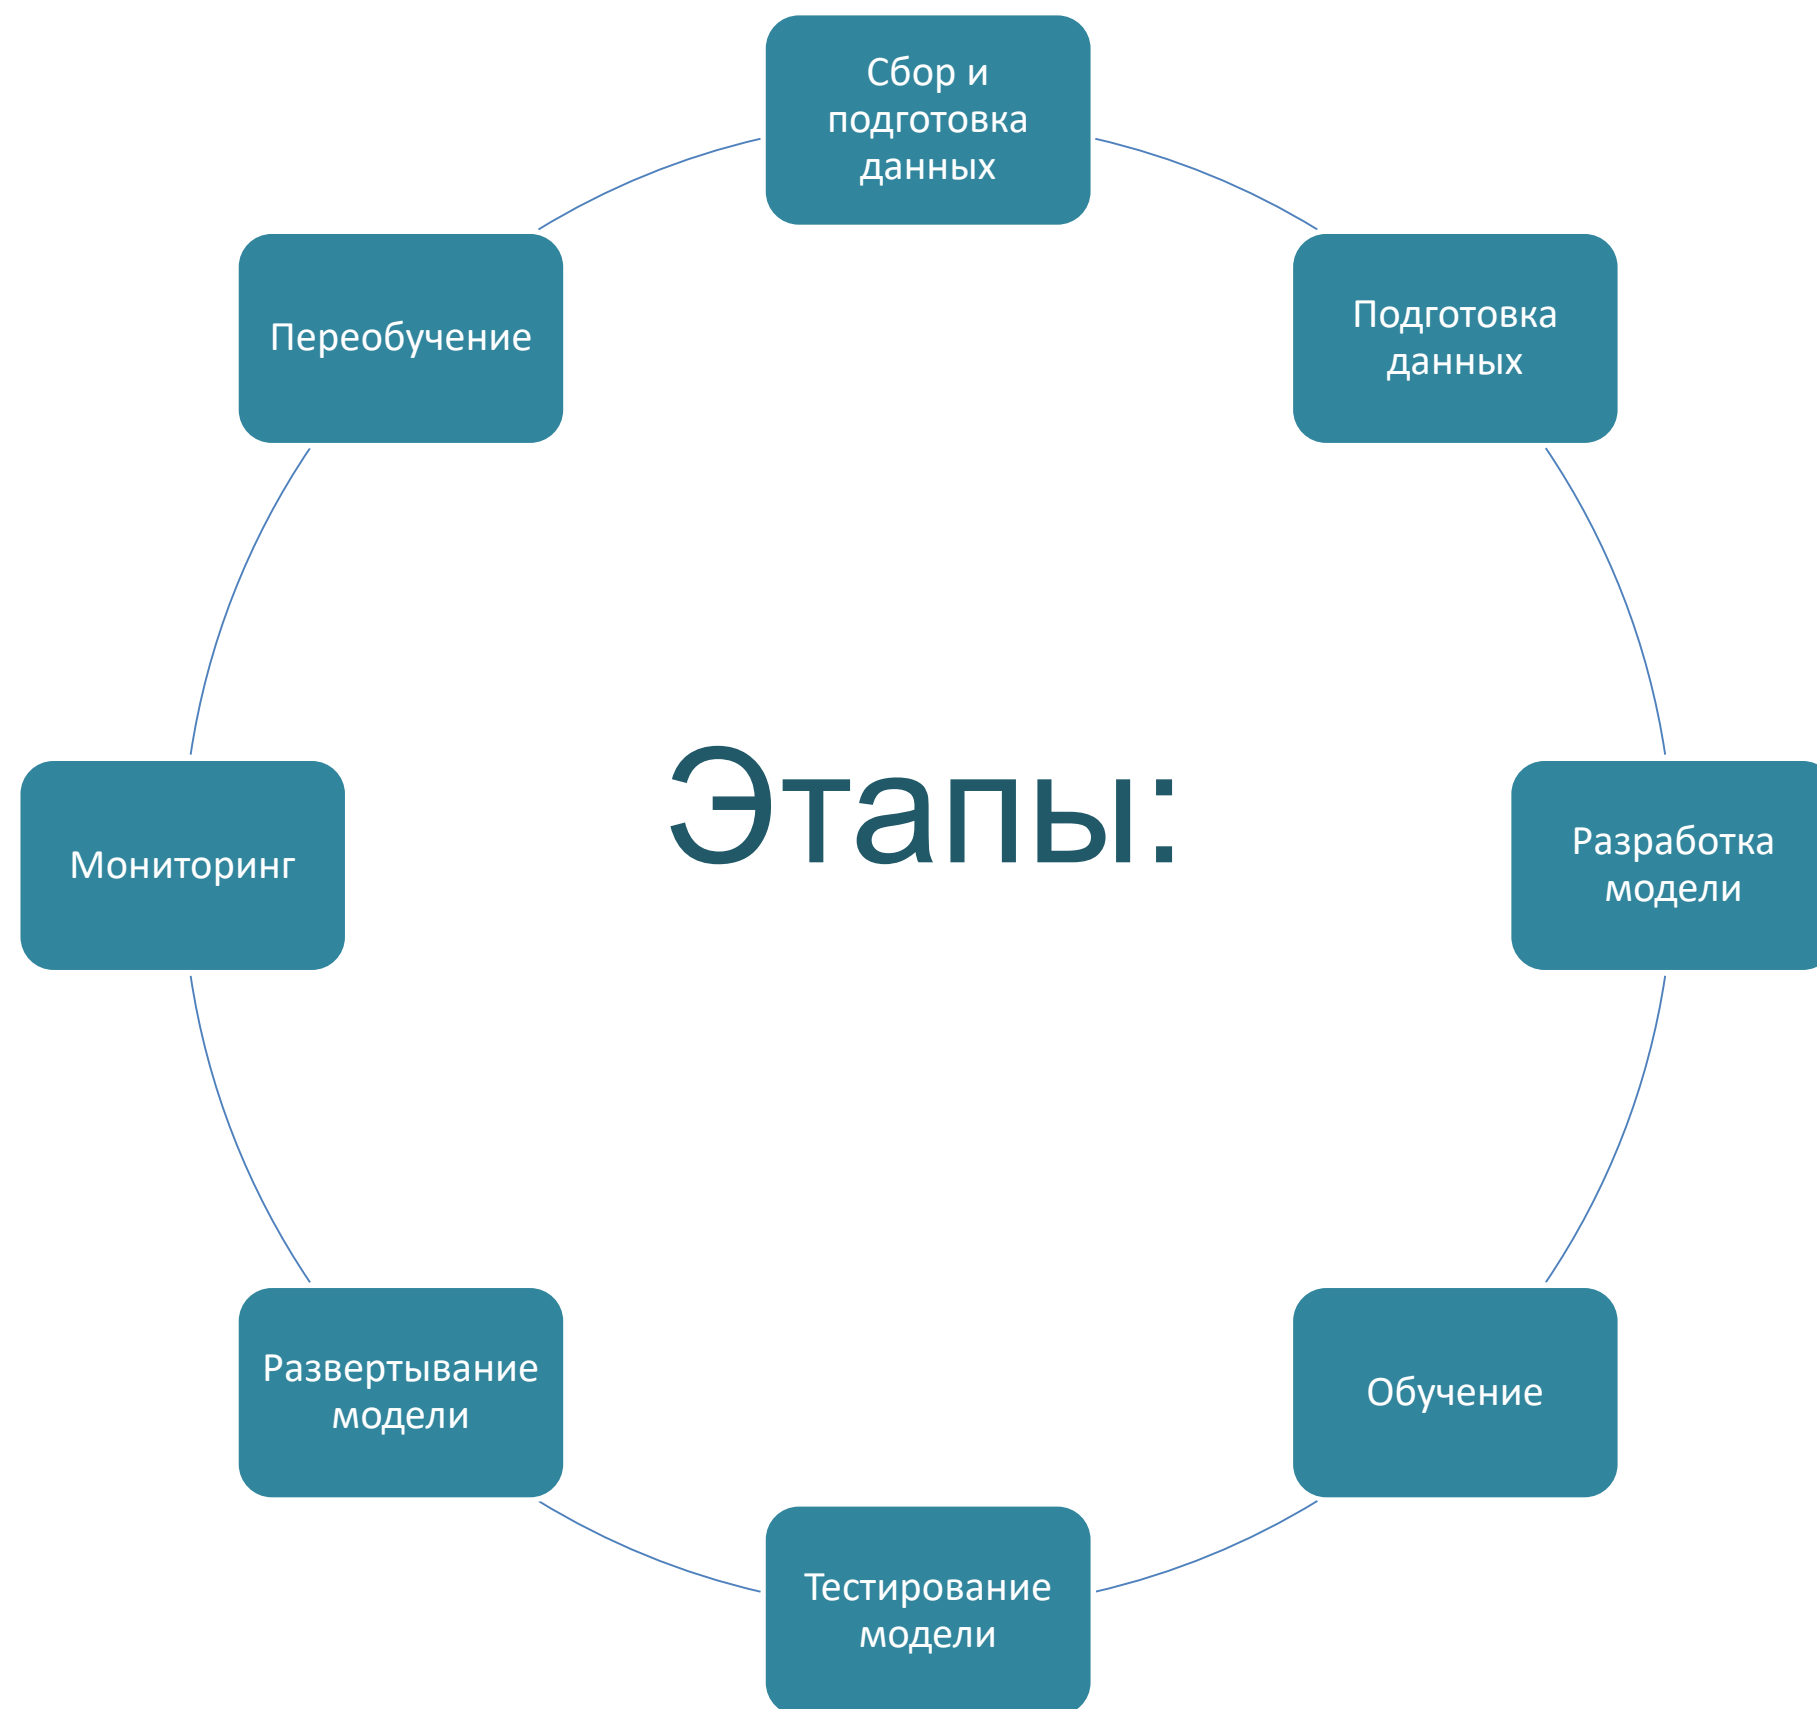 Сбор и
подготовка
данных
Подготовка
данных
Разработка
модели
Обучение
Тестирование
модели
Развертывание
модели
Мониторинг
Переобучение
Этапы: